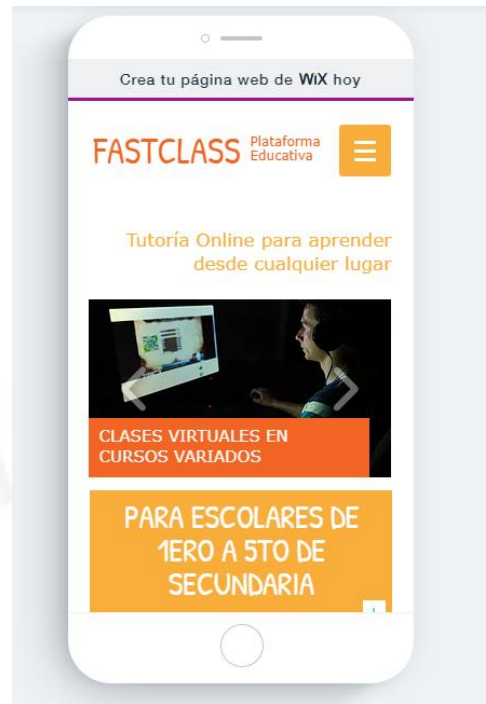 Crea tu página web de WiX hoy
FASTCLASS Plataforma
Educativa
Tutoría Online para aprender
desde cualquier lugar
CLASES VIRTUALES EN
CURSOS VARIADOS
PARA ESCOLARES DE
1ERO A 5TO DE
SECUNDARIA